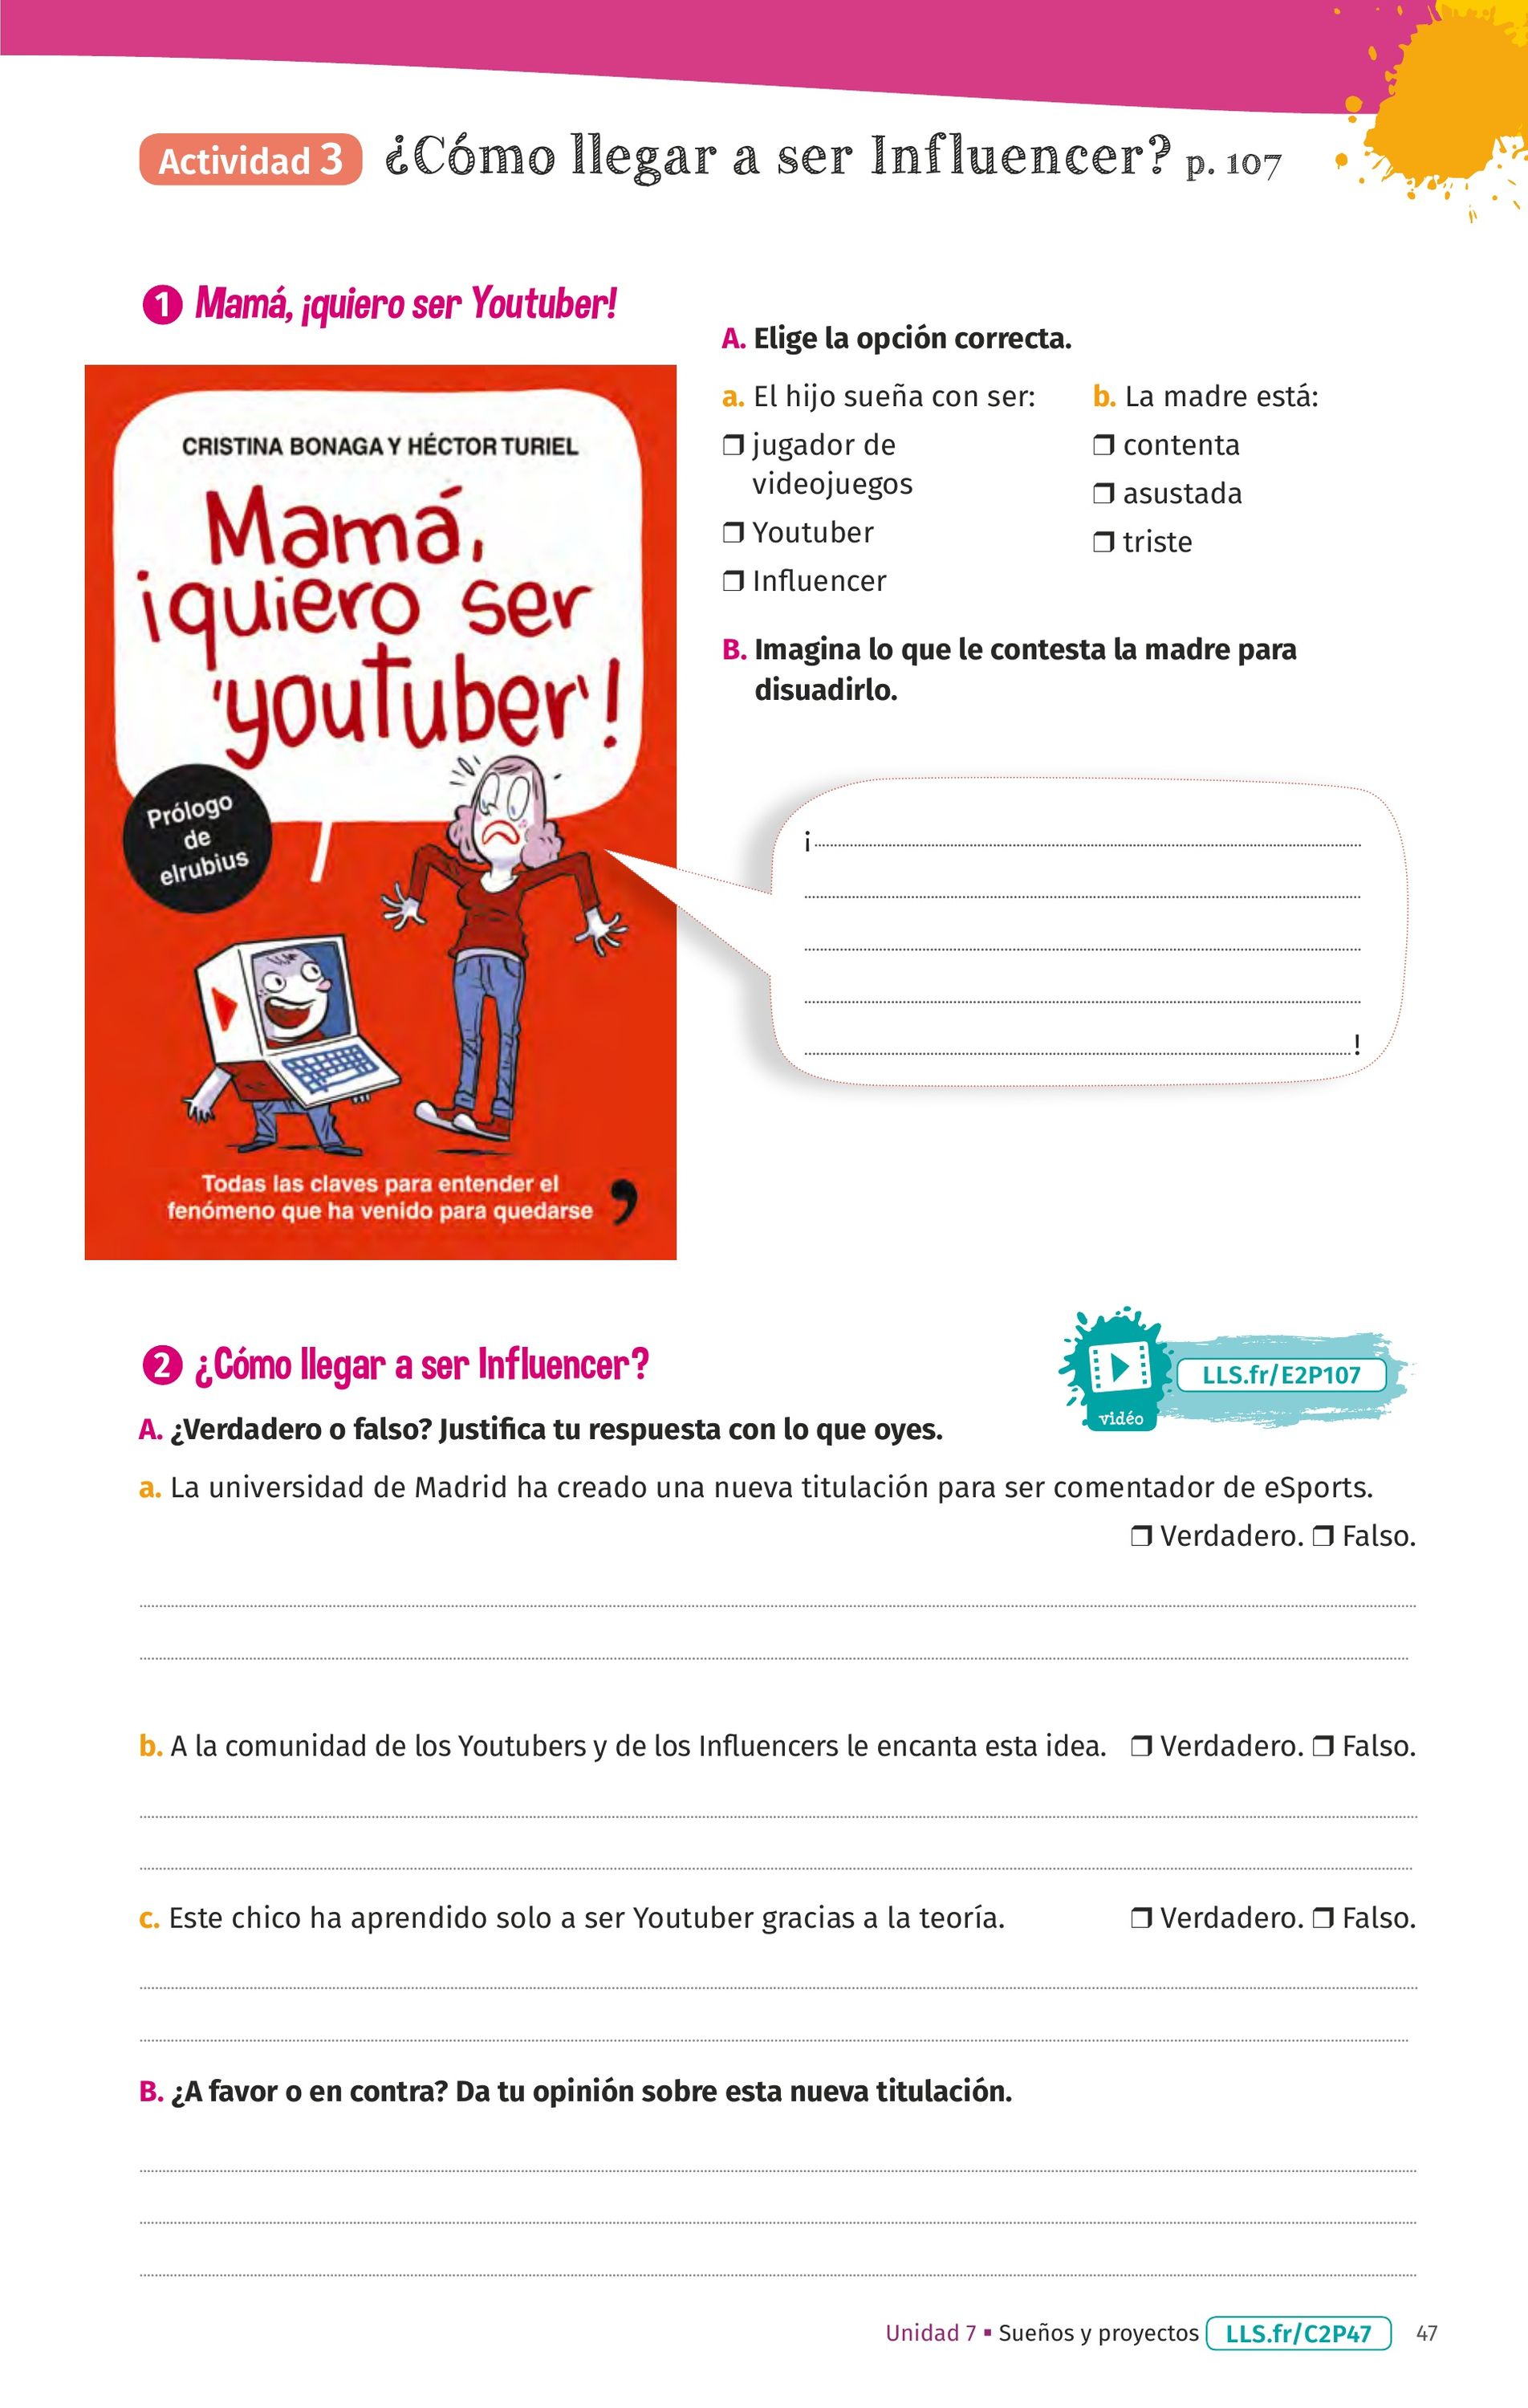 Actividad 3 ¿Cómo llegar a ser Influencer? p. 107
1 Mamá, ¡quiero ser Youtuber!
CRISTINA BONAGA Y HÉCTOR TURIEL
Mamá,
¡quiero ser
'youtuber'!
Prólogo
de
elrubius
Todas las claves para entender el
fenómeno que ha venido para quedarse
A. Elige la opción correcta.
a. El hijo sueña con ser:
❒ jugador de
videojuegos
❒ Youtuber
❒ Influencer
b. La madre está:
❒ contenta
❒ asustada
❒ triste
B. Imagina lo que le contesta la madre para
disuadirlo.
¡
!
2 ¿Cómo llegar a ser Influencer?
vidéo
LLS.fr/E2P107
A. ¿Verdadero o falso? Justifica tu respuesta con lo que oyes.
a. La universidad de Madrid ha creado una nueva titulación para ser comentador de eSports.
❒ Verdadero. ❒ Falso.
b. A la comunidad de los Youtubers y de los Influencers le encanta esta idea. ❒ Verdadero. ❒ Falso.
c. Este chico ha aprendido solo a ser Youtuber gracias a la teoría. ❒ Verdadero. ❒ Falso.
B. ¿A favor o en contra? Da tu opinión sobre esta nueva titulación.
Unidad 7 ▪ Sueños y proyectos LLS.fr/C2P47 47